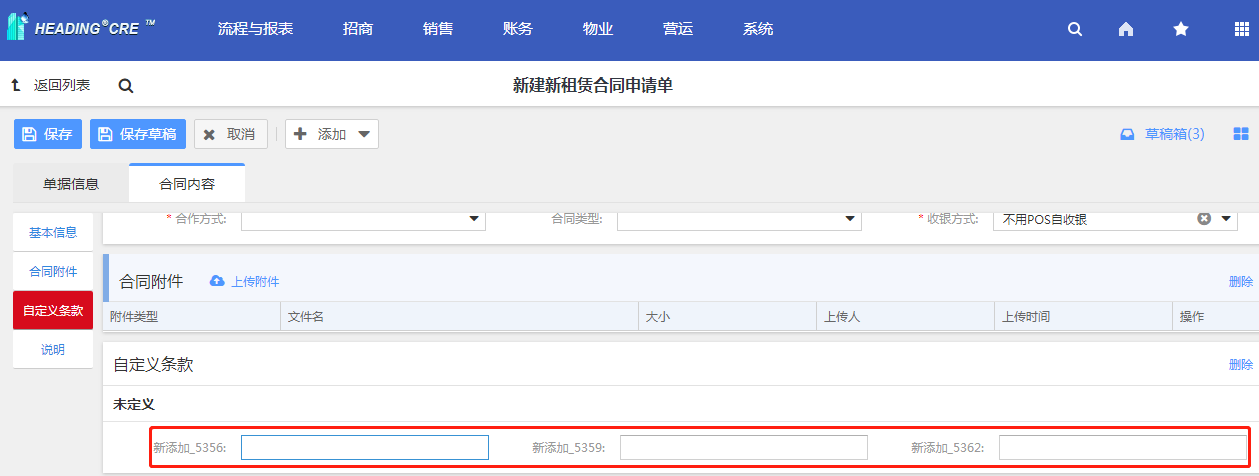 HEADING®CRE ™ 流程与报表 招商 销售 账务 物业 营运 系统
返回列表 新建新租赁合同申请单
保存 保存草稿 取消 添加 草稿箱(3)
单据信息 合同内容
基本信息 * 合作方式: 合同类型: * 收银方式: 不用POS自收银
合同附件 合同附件 上传附件 删除
自定义条款 附件类型 文件名 大小 上传人 上传时间 操作
说明 自定义条款 删除
未定义
新添加_5356: 新添加_5359: 新添加_5362: